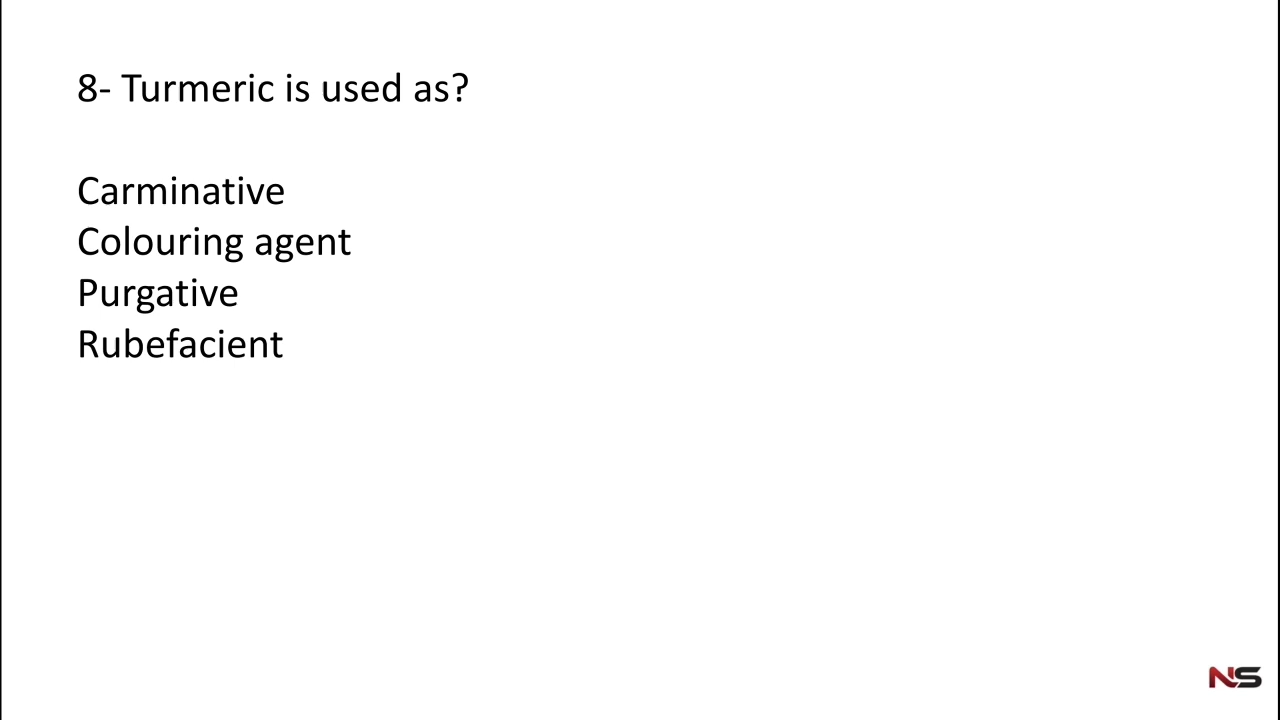 8- Turmeric is used as?
Carminative
Colouring agent
Purgative
Rubefacient
NS